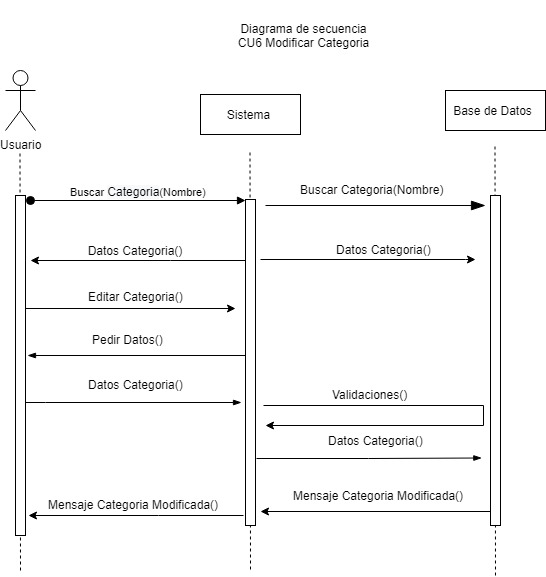 Diagrama de secuencia
CU6 Modificar Categoria
Sistema
Base de Datos
Usuario
Buscar Categoria(Nombre)
Buscar Categoria(Nombre)
Datos Categoria()
Datos Categoria()
Editar Categoria()
Pedir Datos()
Datos Categoria()
Validaciones()
Datos Categoria()
Mensaje Categoria Modificada()
Mensaje Categoria Modificada()